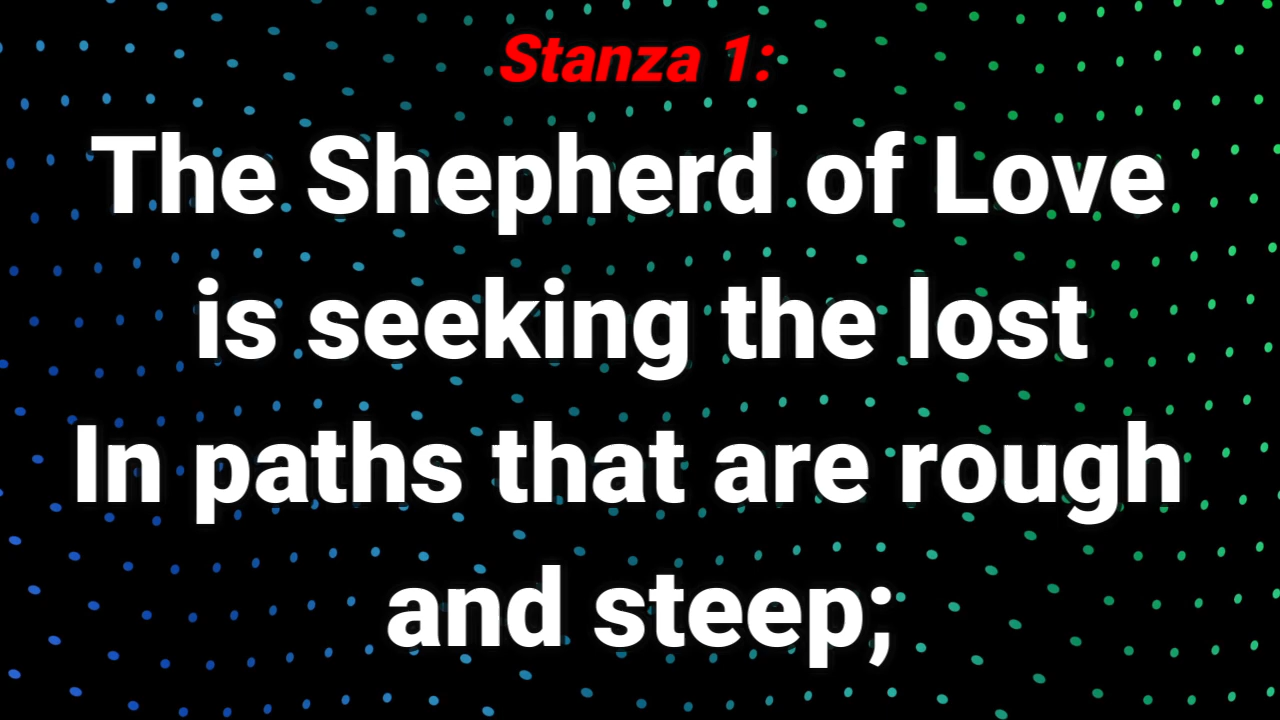 Stanza 1:
The Shepherd of Love
is seeking the lost
In paths that are rough
and steep;